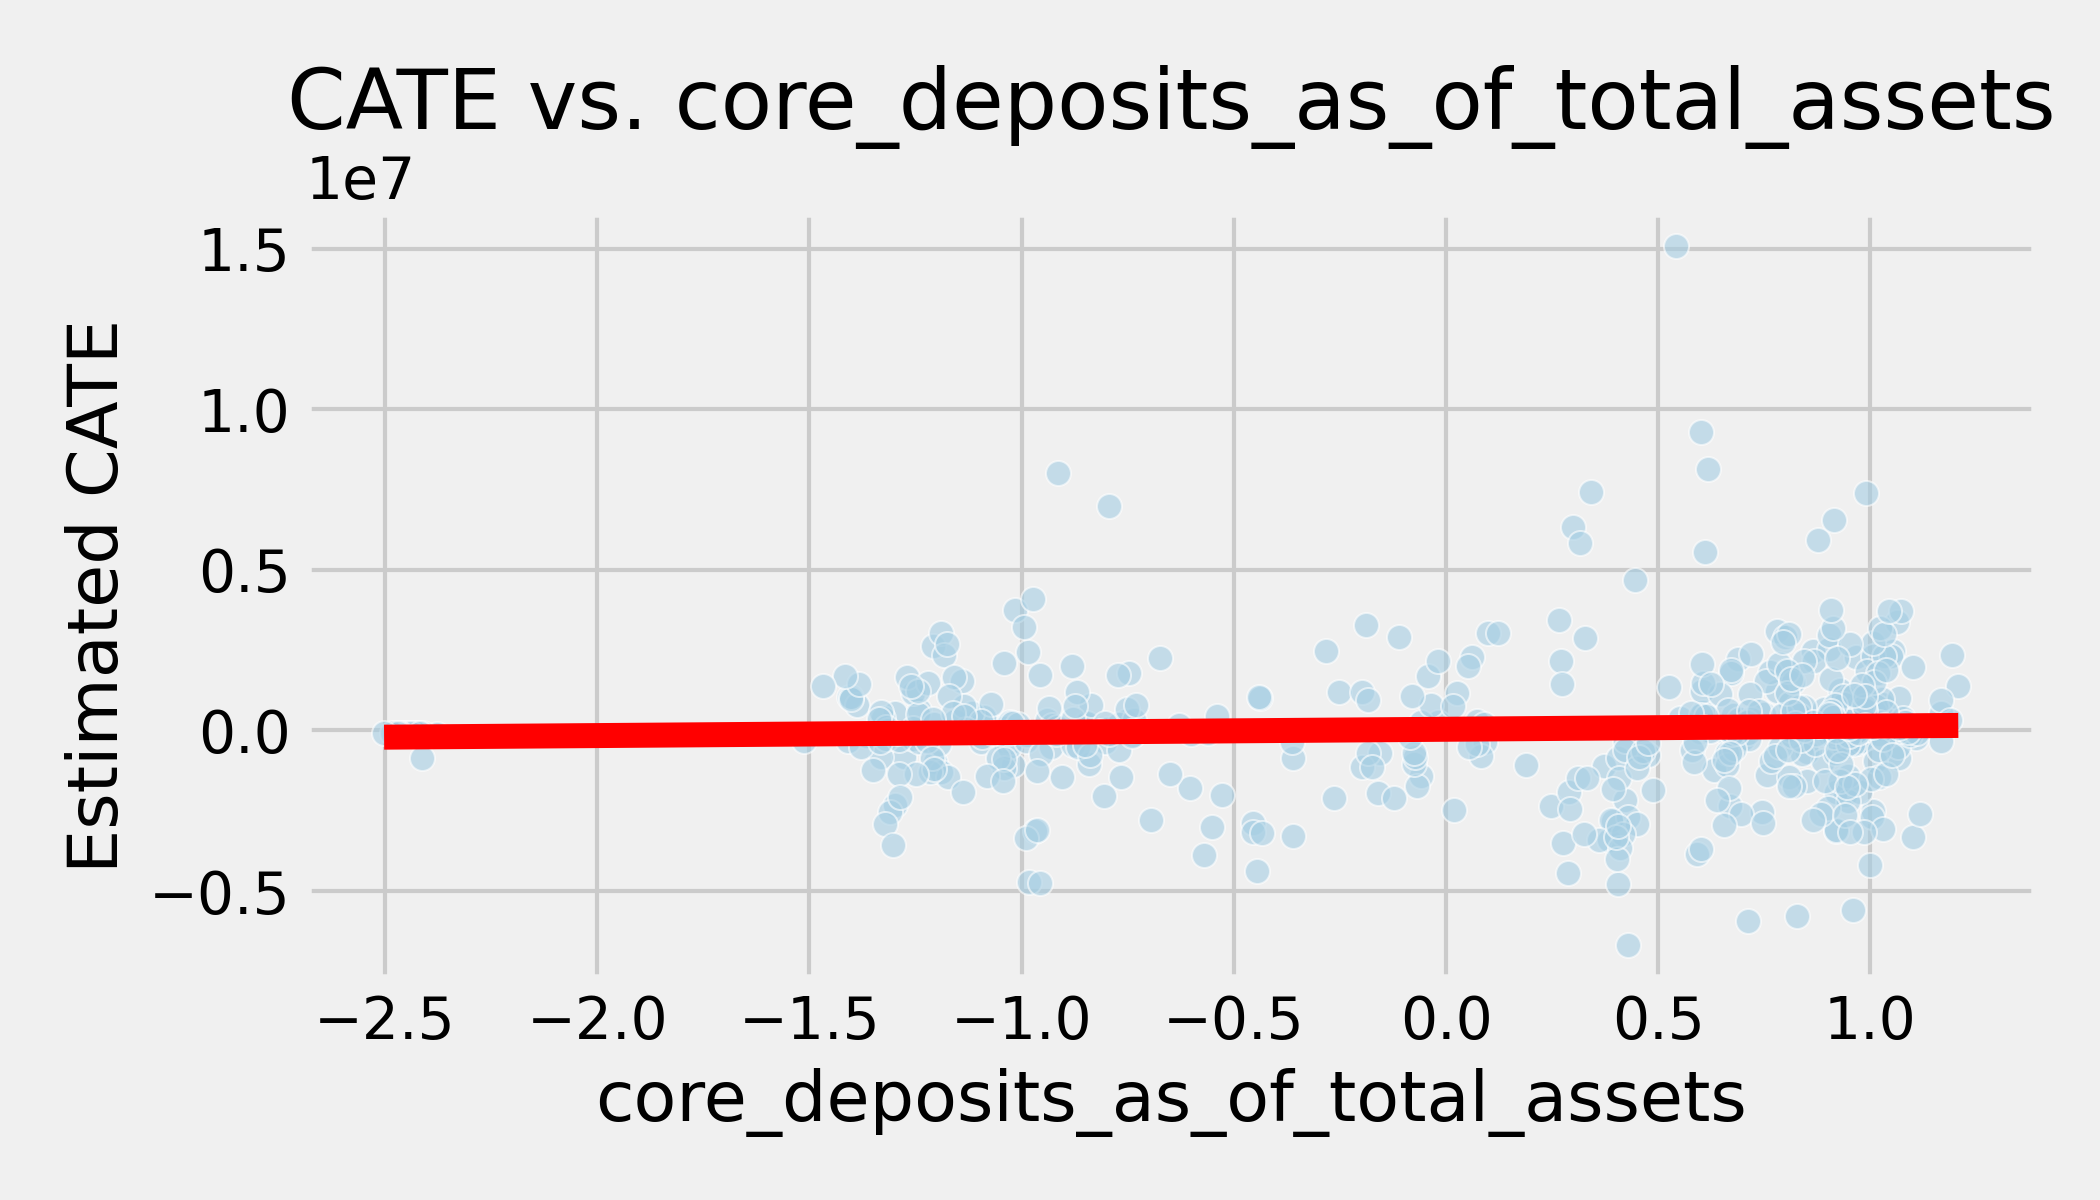 CATE vs. core_deposits_as_of_total_assets
1e7
1.5
1.0
0.5
0.0
−0.5
Estimated CATE
−2.5 −2.0 −1.5 −1.0 −0.5 0.0 0.5 1.0
core_deposits_as_of_total_assets